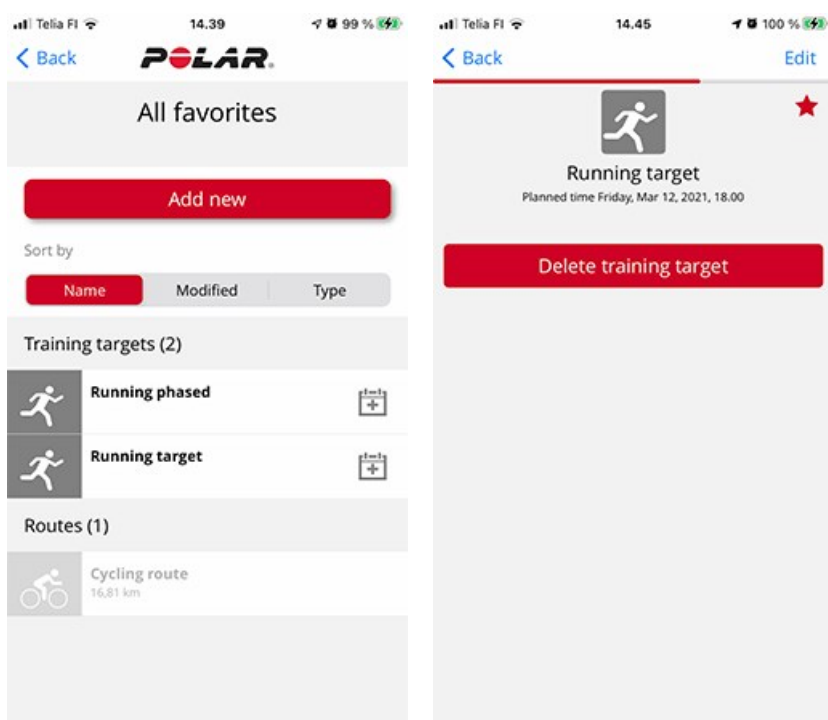 Telia FI 14.39 99 %
Back POLAR.
All favorites
Add new
Sort by
Name Modified Type
Training targets (2)
Running phased
Running target
Routes (1)
Cycling route
16,81 km
Telia FI 14.45 100 %
Back Edit
Running target
Planned time Friday, Mar 12, 2021, 18.00
Delete training target